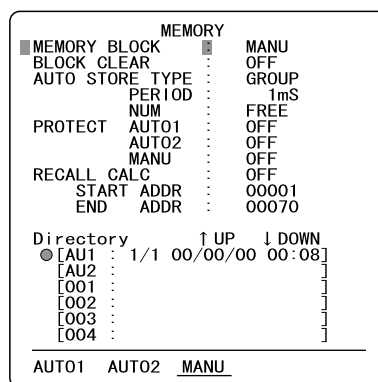 MEMORY
MEMORY BLOCK : MANU
BLOCK CLEAR : OFF
AUTO STORE TYPE : GROUP
PERIOD : 1mS
NUM : FREE
PROTECT AUTO1 : OFF
AUTO2 : OFF
MANU : OFF
RECALL CALC : OFF
START ADDR : 00001
END ADDR : 00070
Directory ↑UP ↓DOWN
[AU1 : 1/1 00/00/00 00:08]
[AU2 : ]
[001 : ]
[002 : ]
[003 : ]
[004 : ]
AUTO1 AUTO2 MANU